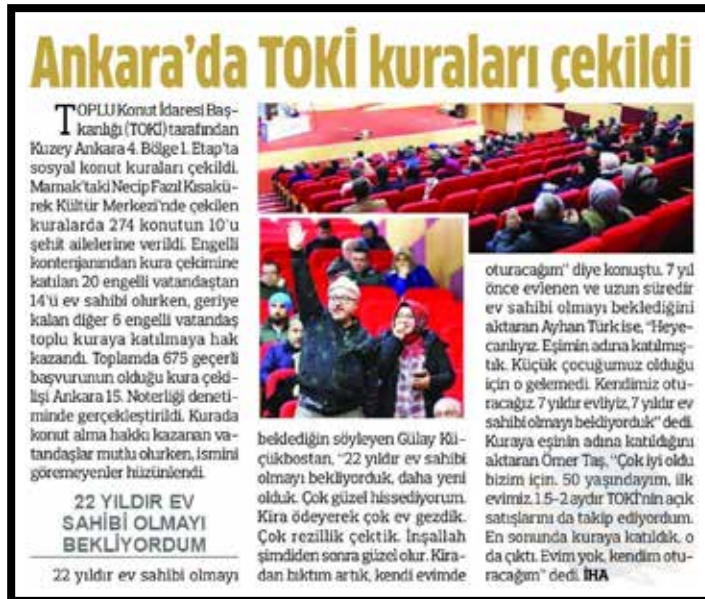 Ankara'da TOKİ kuraları çekildi
TOPLU Konut İdaresi Baş-
kanlığı (TOKİ) tarafından
Kuzey Ankara 4. Bölge 1. Etap'ta
sosyal konut kuraları çekildi.
Mamak'taki Necip Fazıl Kısakü-
rek Kültür Merkezi'nde çekilen
kuralarda 274 konutun 10'u
şehit ailelerine verildi. Engelli
kontenjanından kura çekimine
katılan 20 engelli vatandaştan
14'ü ev sahibi olurken, geriye
kalan diğer 6 engelli vatandaş
toplu kuraya katılmaya hak
kazandı. Toplamda 675 geçerli
başvurunun olduğu kura çeki-
lişi Ankara 15. Noterliği deneti-
minde gerçekleştirildi. Kurada
konut alma hakkı kazanan va-
tandaşlar mutlu olurken, ismini
göremeyenler hüzünlendi.
22 YILDIR EV
SAHİBİ OLMAYI
BEKLİYORDUM
22 yıldır ev sahibi olmayı
beklediğin söyleyen Gülay Kü-
çükbostan, "22 yıldır ev sahibi
olmayı bekliyorduk, daha yeni
olduk. Çok güzel hissediyorum.
Kira ödeyerek çok ev gezdik.
Çok rezillik çektik. İnşallah
şimdiden sonra güzel olur. Kira-
dan bıktım artık, kendi evimde
oturacağım" diye konuştu. 7 yıl
önce evlenen ve uzun süredir
ev sahibi olmayı beklediğini
aktaran Ayhan Türk ise, "Heye-
canlıyız. Eşimin adına katılmış-
tık. Küçük çocuğumuz olduğu
için o gelemedi. Kendimiz otu-
racağız. 7 yıldır evliyiz, 7 yıldır ev
sahibi olmayı bekliyorduk" dedi.
Kuraya eşinin adına katıldığını
aktaran Ömer Taş, "Çok iyi oldu
bizim için. 50 yaşındayım, ilk
evimiz. 1.5-2 aydır TOKİ'nin açık
satışlarını da takip ediyordum.
En sonunda kuraya katıldık, o
da çıktı. Evim yok, kendim otu-
racağım" dedi. İHA